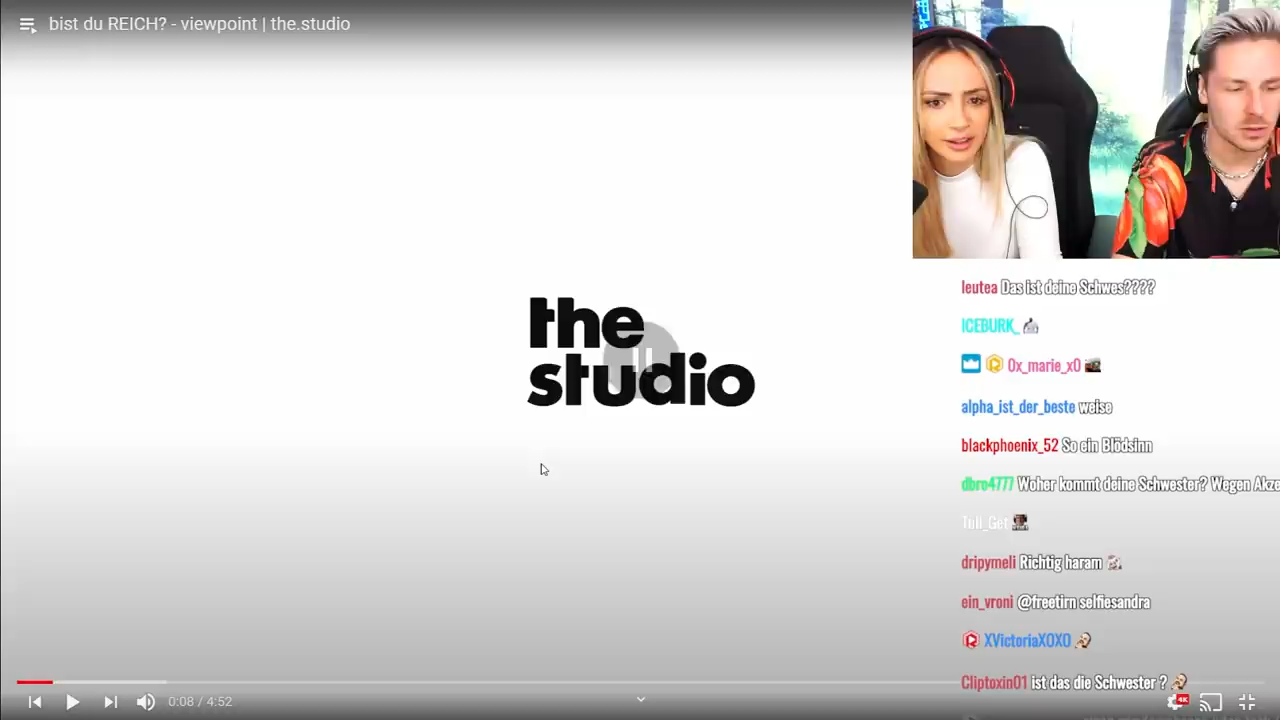 bist du REICH? - viewpoint | the.studio
the
studio
leutea Das ist deine Schwes????
ICEBURK_
0x_marie_x0
alpha_ist_der_beste weise
blackphoenix_52 So ein Blödsinn
dbro4777 Woher kommt deine Schwester? Wegen Akze
Tuli_Get
dripymeli Richtig haram
ein_vroni @freetirn selfiesandra
XVictoriaXOXO
Cliptoxin01 ist das die Schwester ?
0:08 / 4:52
4K